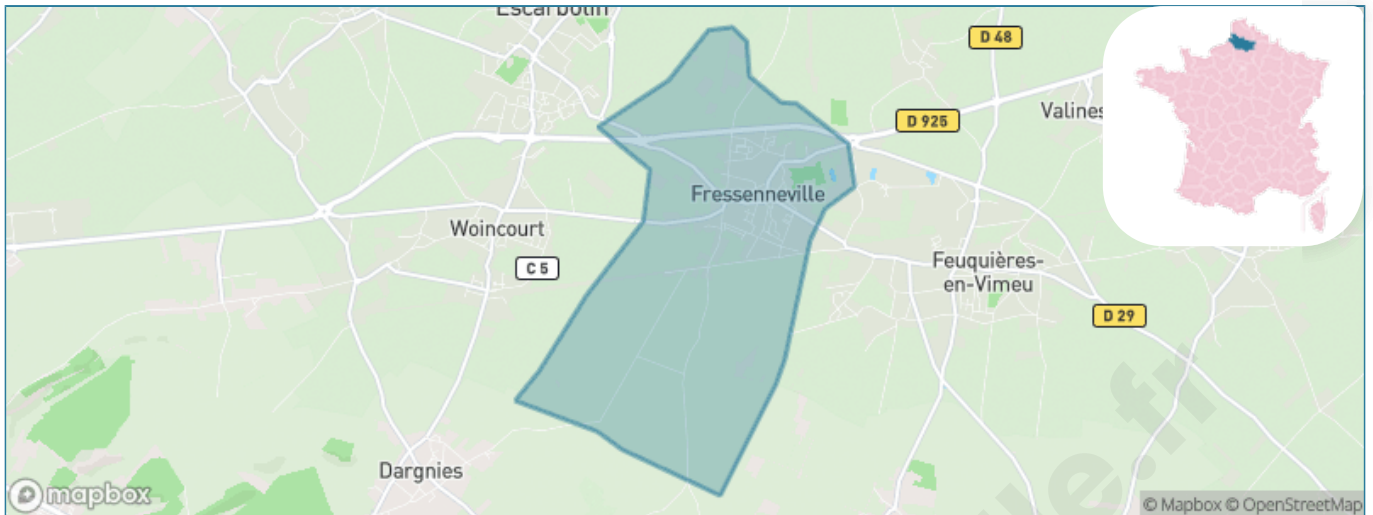 Escarbotin
D 48
D 925
Valines
Fressenneville
Woincourt
C 5
Feuquières-
en-Vimeu
D 29
Dargnies
mapbox
© Mapbox © OpenStreetMap